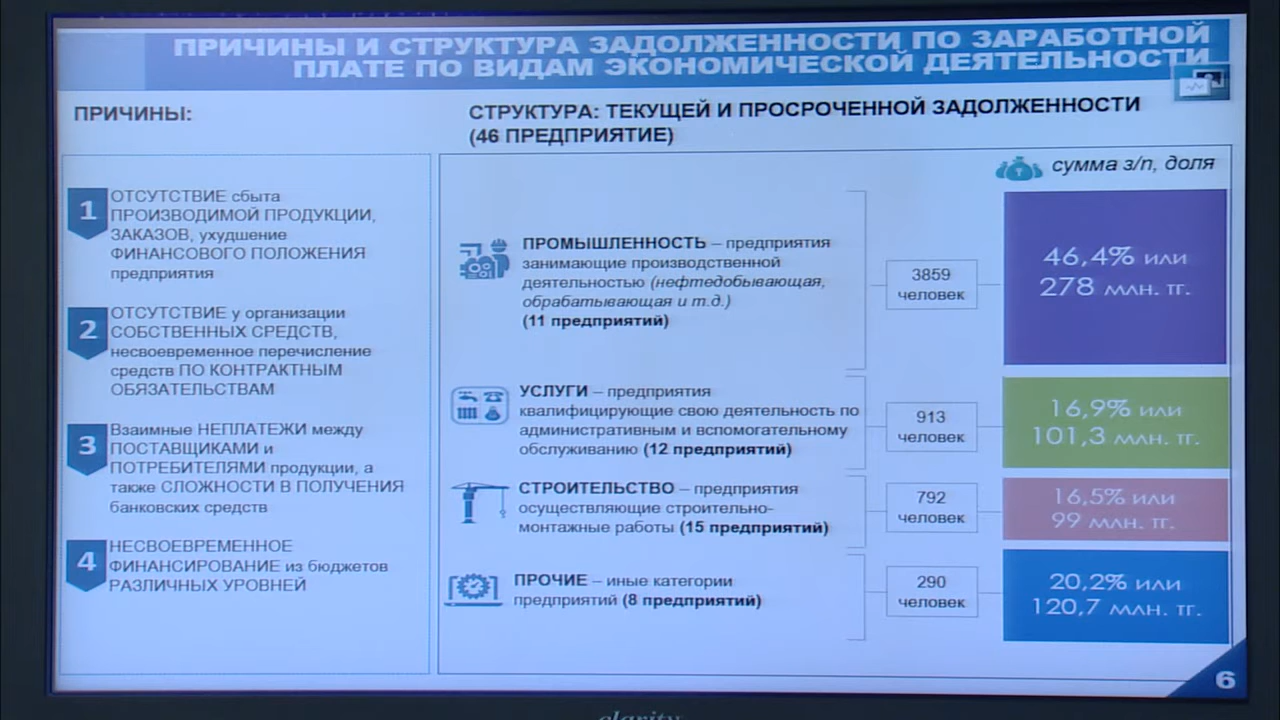 ПРИЧИНЫ И СТРУКТУРА ЗАДОЛЖЕННОСТИ ПО ЗАРАБОТНОЙ
ПЛАТЕ ПО ВИДАМ ЭКОНОМИЧЕСКОЙ ДЕЯТЕЛЬНОСТИ
ПРИЧИНЫ:
1
ОТСУТСТВИЕ сбыта
ПРОИЗВОДИМОЙ ПРОДУКЦИИ,
ЗАКАЗОВ, ухудшение
ФИНАНСОВОГО ПОЛОЖЕНИЯ
предприятия
2
ОТСУТСТВИЕ у организации
СОБСТВЕННЫХ СРЕДСТВ,
несвоевременное перечисление
средств ПО КОНТРАКТНЫМ
ОБЯЗАТЕЛЬСТВАМ
3
Взаимные НЕПЛАТЕЖИ между
ПОСТАВЩИКАМИ и
ПОТРЕБИТЕЛЯМИ продукции, а
также СЛОЖНОСТИ В ПОЛУЧЕНИЯ
банковских средств
4
НЕСВОЕВРЕМЕННОЕ
ФИНАНСИРОВАНИЕ из бюджетов
РАЗЛИЧНЫХ УРОВНЕЙ
СТРУКТУРА: ТЕКУЩЕЙ И ПРОСРОЧЕННОЙ ЗАДОЛЖЕННОСТИ
(46 ПРЕДПРИЯТИЕ)
сумма з/п, доля
ПРОМЫШЛЕННОСТЬ – предприятия
занимающие производственной
деятельностью (нефтедобывающая,
обрабатывающая и т.д.)
(11 предприятий)
3859
человек
46,4% или
278 млн. тг.
УСЛУГИ – предприятия
квалифицирующие свою деятельность по
административным и вспомогательному
обслуживанию (12 предприятий)
913
человек
16,9% или
101,3 млн. тг.
СТРОИТЕЛЬСТВО – предприятия
осуществляющие строительно-
монтажные работы (15 предприятий)
792
человек
16,5% или
99 млн. тг.
ПРОЧИЕ – иные категории
предприятий (8 предприятий)
290
человек
20,2% или
120,7 млн. тг.
6
clarity